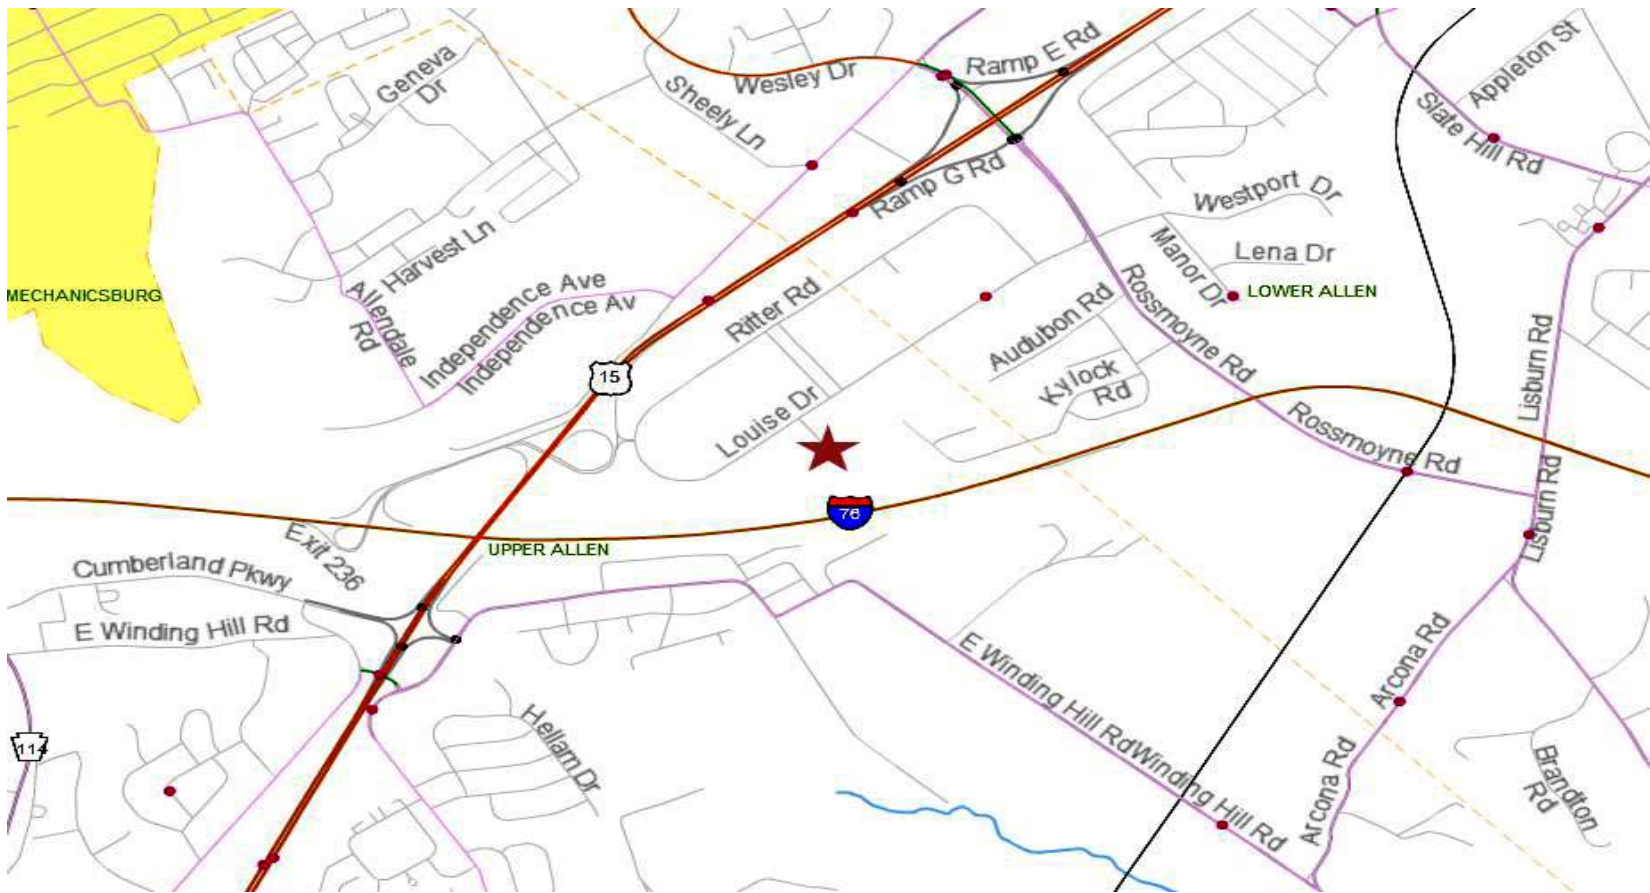 Ramp E Rd
Wesley Dr
Geneva
Dr
Sheely Ln
Appleton St
Slate Hill Rd
Ramp G Rd
Westport Dr
Harvest Ln
Manor Dr
Lena Dr
MECHANICSBURG
LOWER ALLEN
Allendale
Rd
Independence Ave
Independence Av
Ritter Rd
Rossmoyne Rd
Audubon Rd
Kylock
Rd
15
Louise Dr
Lisburn Rd
Rossmoyne Rd
76
Lisburn Rd
Exit 236
UPPER ALLEN
Cumberland Pkwy
E Winding Hill Rd
E Winding Hill Rd
Winding Hill Rd
Arcona Rd
Hellam Dr
114
Arcona Rd
Brandton
Rd